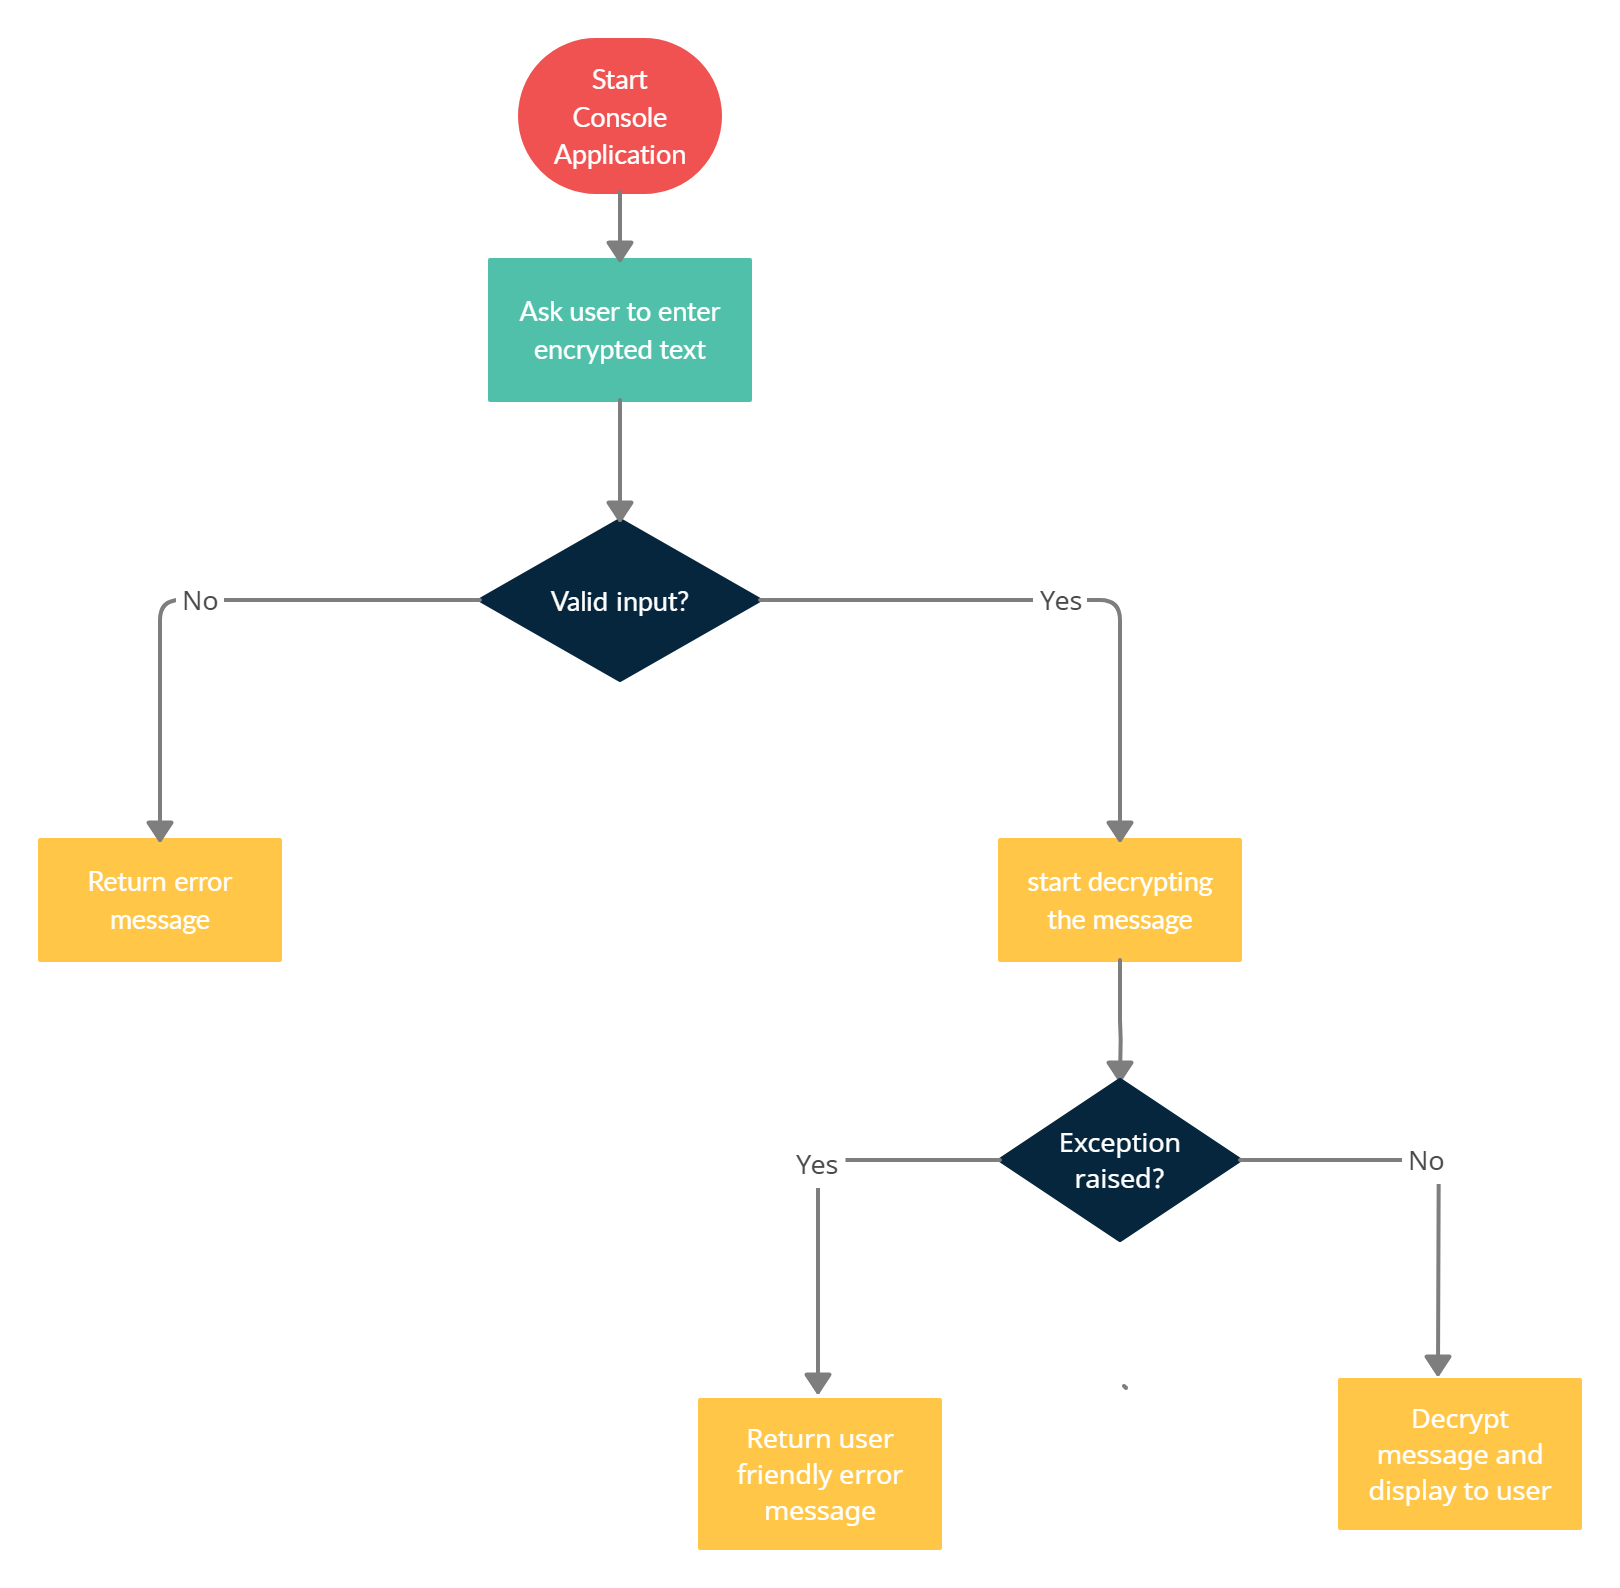 Start
Console
Application
Ask user to enter
encrypted text
Valid input?
No
Yes
Return error
message
start decrypting
the message
Exception
raised?
Yes
No
Return user
friendly error
message
Decrypt
message and
display to user